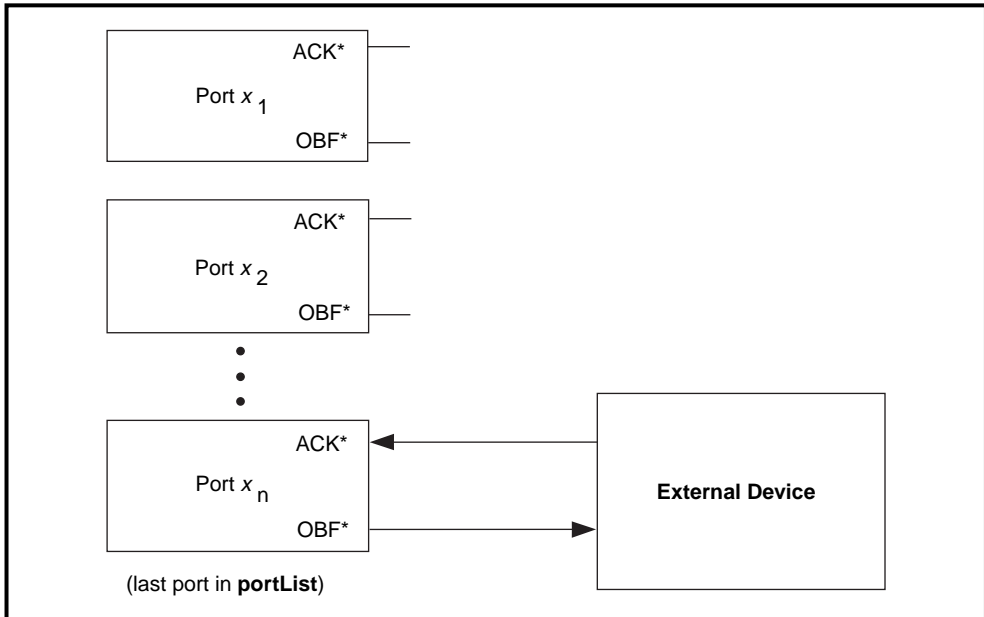 ACK*
Port x 1
OBF*
ACK*
Port x 2
OBF*
ACK*
Port x n
OBF*
External Device
(last port in portList)